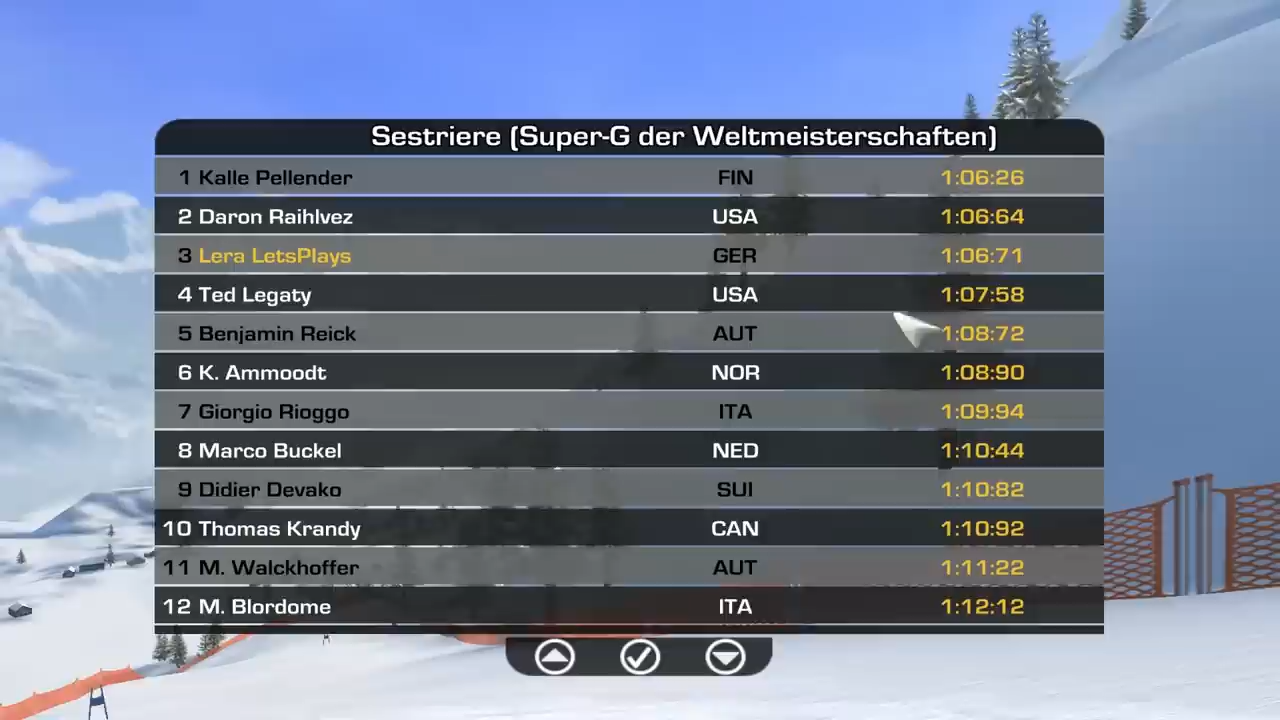 Sestriere (Super-G der Weltmeisterschaften)
1 Kalle Pellender FIN 1:06:26
2 Daron Raihlvez USA 1:06:64
3 Lera LetsPlays GER 1:06:71
4 Ted Legaty USA 1:07:58
5 Benjamin Reick AUT 1:08:72
6 K. Ammoodt NOR 1:08:90
7 Giorgio Rioggo ITA 1:09:94
8 Marco Buckel NED 1:10:44
9 Didier Devako SUI 1:10:82
10 Thomas Krandy CAN 1:10:92
11 M. Walckhoffer AUT 1:11:22
12 M. Blordome ITA 1:12:12